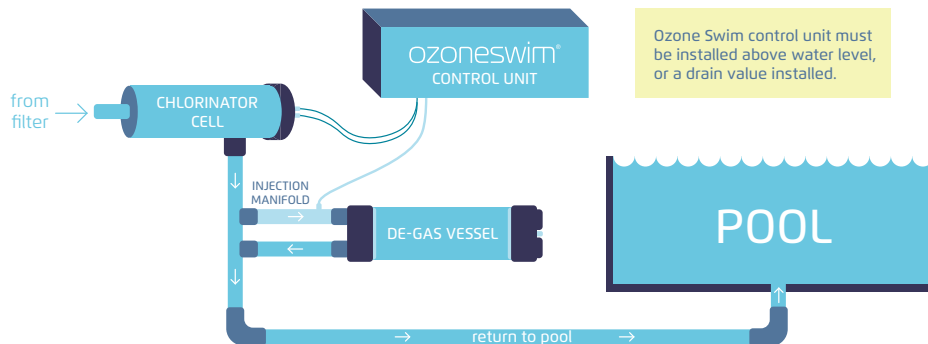 ozoneswim®
CONTROL UNIT
Ozone Swim control unit must
be installed above water level,
or a drain value installed.
from
filter
CHLORINATOR
CELL
INJECTION
MANIFOLD
DE-GAS VESSEL
POOL
return to pool